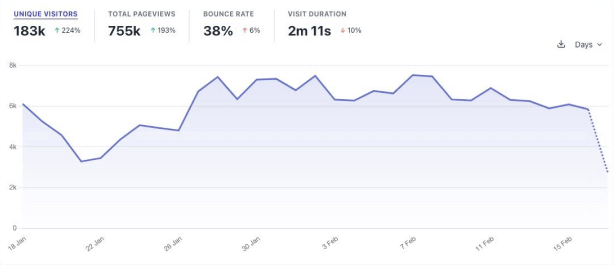 UNIQUE VISITORS TOTAL PAGEVIEWS BOUNCE RATE VISIT DURATION
183k ↑ 224% 755k ↑ 193% 38% ↑ 6% 2m 11s ↓ 10%
Days
8k
6k
4k
2k
0
18 Jan 22 Jan 26 Jan 30 Jan 3 Feb 7 Feb 11 Feb 15 Feb